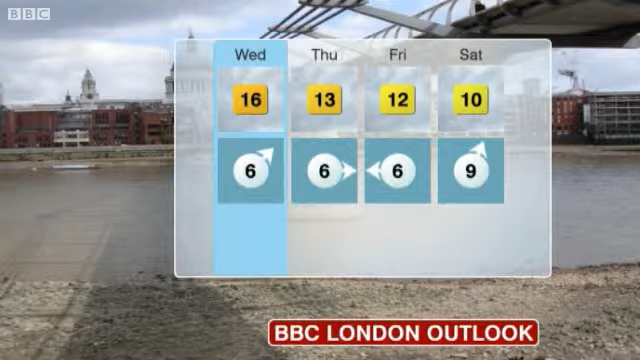 BBC
Wed Thu Fri Sat
16 13 12 10
6 6 6 9
BBC LONDON OUTLOOK